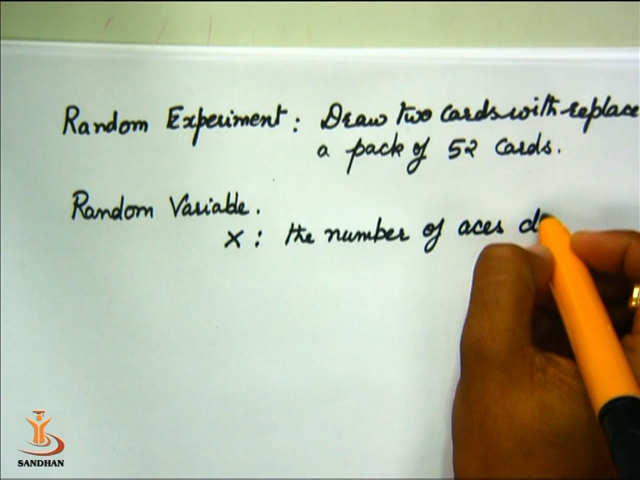 Random Experiment: Draw two cards with replace
a pack of 52 cards.
Random Variable.
X: the number of aces d
SANDHAN